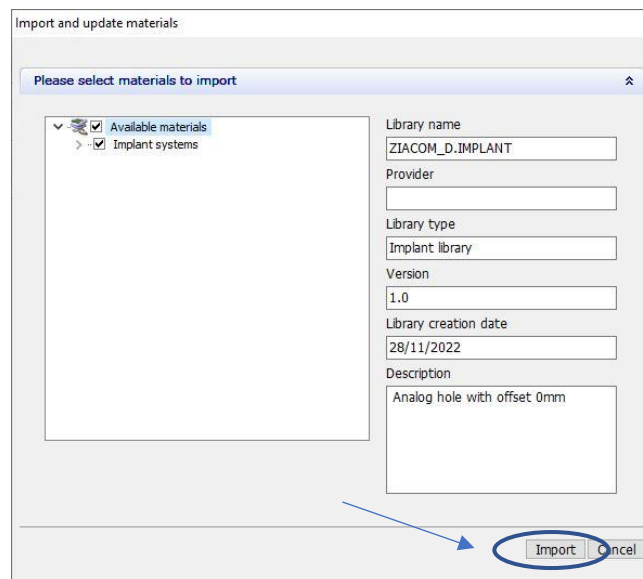 Import and update materials
Please select materials to import
Available materials
Implant systems
Library name
ZIACOM_D.IMPLANT
Provider
Library type
Implant library
Version
1.0
Library creation date
28/11/2022
Description
Analog hole with offset 0mm
Import
Cancel